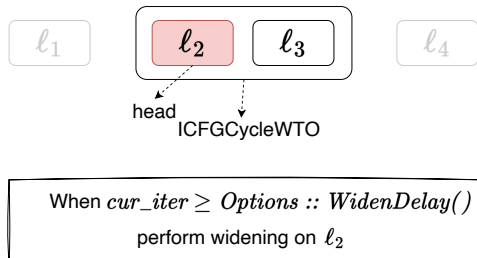 ℓ₁ ℓ₂ ℓ₃ ℓ₄
head
ICFGCycleWTO
When cur_iter ≥ Options :: WidenDelay()
perform widening on ℓ₂